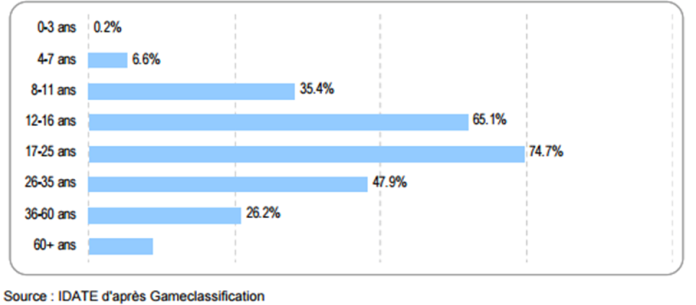 0-3 ans 0.2%
4-7 ans 6.6%
8-11 ans 35.4%
12-16 ans 65.1%
17-25 ans 74.7%
26-35 ans 47.9%
36-60 ans 26.2%
60+ ans
Source : IDATE d'après Gameclassification